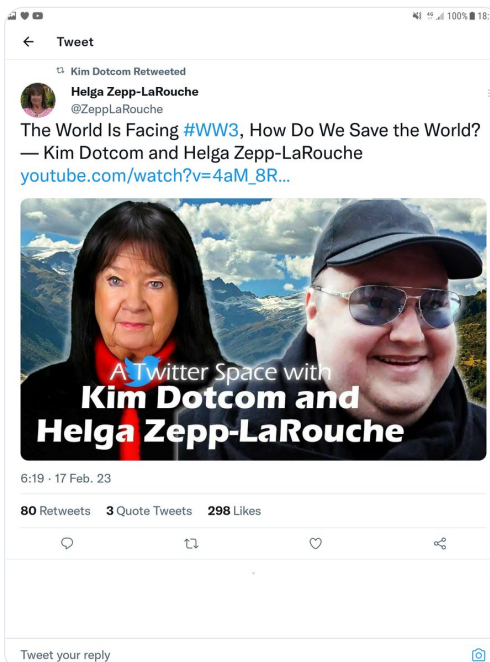 4G 100% 18:
Tweet
Kim Dotcom Retweeted
Helga Zepp-LaRouche
@ZeppLaRouche
The World Is Facing #WW3, How Do We Save the World?
— Kim Dotcom and Helga Zepp-LaRouche
youtube.com/watch?v=4aM_8R...
A Twitter Space with
Kim Dotcom and
Helga Zepp-LaRouche
6:19 · 17 Feb. 23
80 Retweets 3 Quote Tweets 298 Likes
Tweet your reply